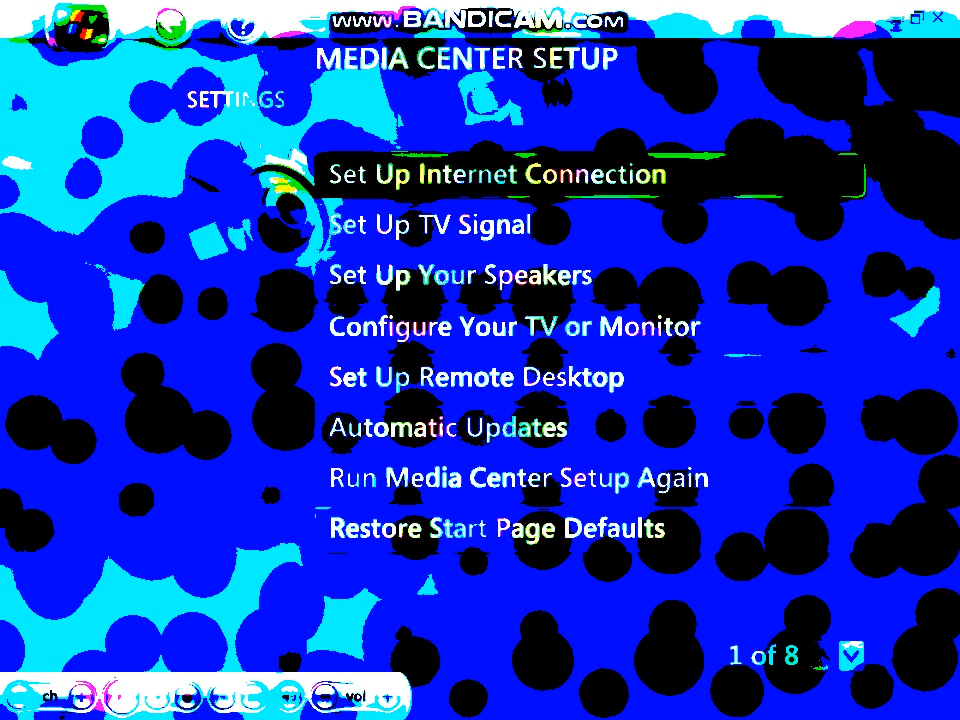 www.BANDICAM.com
MEDIA CENTER SETUP
SETTINGS
Set Up Internet Connection
Set Up TV Signal
Set Up Your Speakers
Configure Your TV or Monitor
Set Up Remote Desktop
Automatic Updates
Run Media Center Setup Again
Restore Start Page Defaults
1 of 8
ch vol